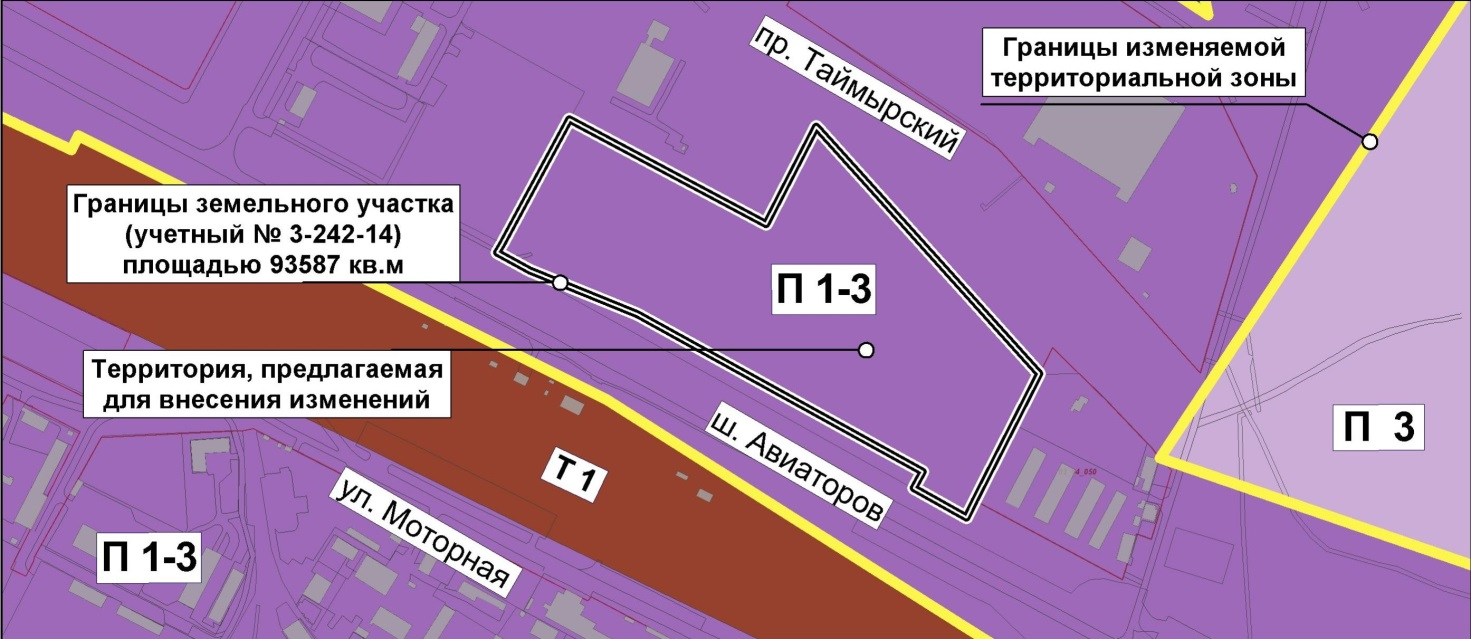 пр. Таймырский
Границы изменяемой
территориальной зоны
Границы земельного участка
(учетный № 3-242-14)
площадью 93587 кв.м
П 1-3
Территория, предлагаемая
для внесения изменений
П 3
ш. Авиаторов
Т 1
ул. Моторная
4_050
П 1-3